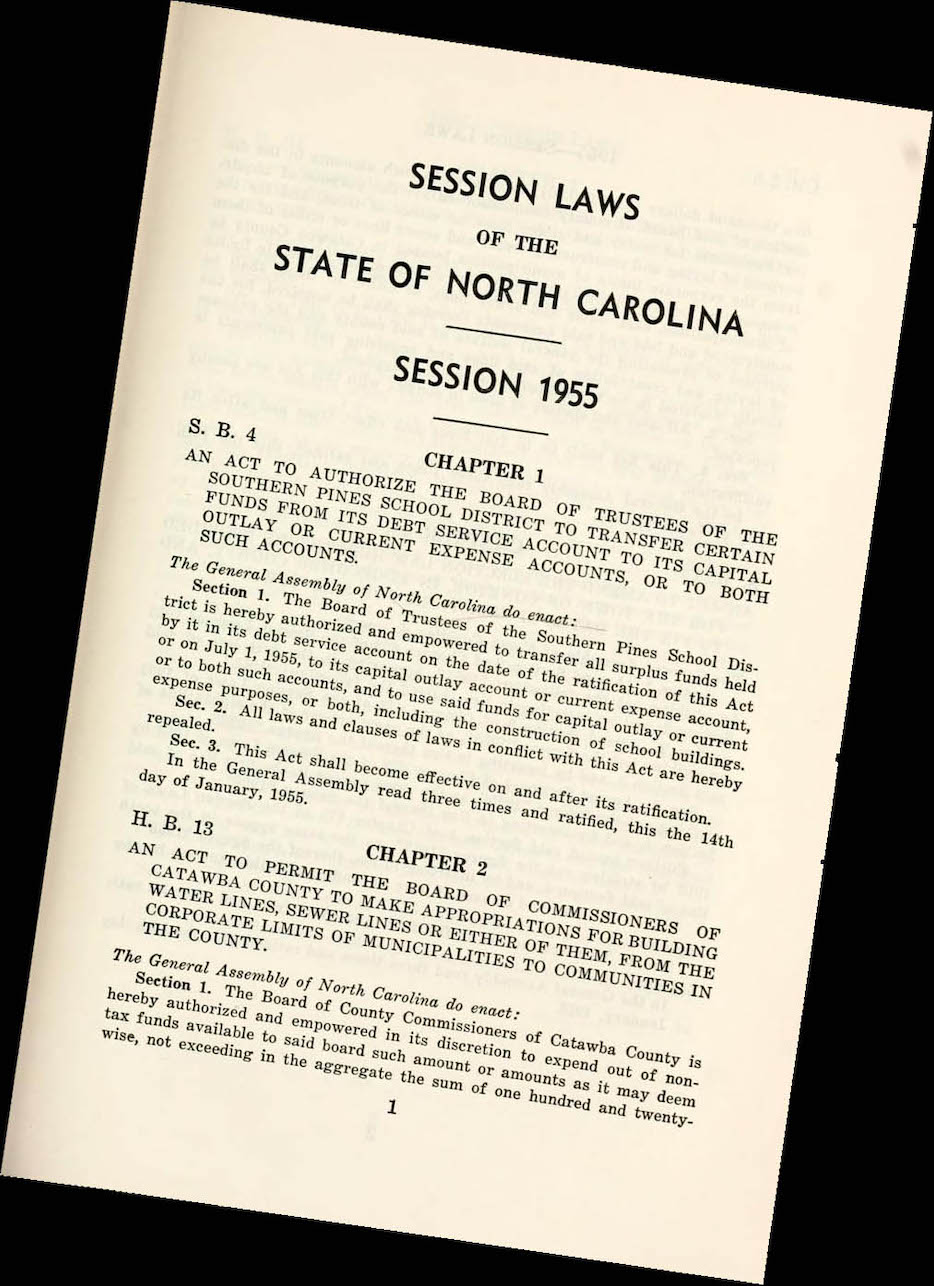 SESSION LAWS
OF THE
STATE OF NORTH CAROLINA
SESSION 1955
S. B. 4
CHAPTER 1
AN ACT TO AUTHORIZE THE BOARD OF TRUSTEES OF THE
SOUTHERN PINES SCHOOL DISTRICT TO TRANSFER CERTAIN
FUNDS FROM ITS DEBT SERVICE ACCOUNT TO ITS CAPITAL
OUTLAY OR CURRENT EXPENSE ACCOUNTS, OR TO BOTH
SUCH ACCOUNTS.
The General Assembly of North Carolina do enact:
Section 1. The Board of Trustees of the Southern Pines School Dis-
trict is hereby authorized and empowered to transfer all surplus funds held
by it in its debt service account on the date of the ratification of this Act
or on July 1, 1955, to its capital outlay account or current expense account,
or to both such accounts, and to use said funds for capital outlay or current
expense purposes, or both, including the construction of school buildings.
Sec. 2. All laws and clauses of laws in conflict with this Act are hereby
repealed.
Sec. 3. This Act shall become effective on and after its ratification.
In the General Assembly read three times and ratified, this the 14th
day of January, 1955.
H. B. 13
CHAPTER 2
AN ACT TO PERMIT THE BOARD OF COMMISSIONERS OF
CATAWBA COUNTY TO MAKE APPROPRIATIONS FOR BUILDING
WATER LINES, SEWER LINES OR EITHER OF THEM, FROM THE
CORPORATE LIMITS OF MUNICIPALITIES TO COMMUNITIES IN
THE COUNTY.
The General Assembly of North Carolina do enact:
Section 1. The Board of County Commissioners of Catawba County is
hereby authorized and empowered in its discretion to expend out of non-
tax funds available to said board such amount or amounts as it may deem
wise, not exceeding in the aggregate the sum of one hundred and twenty-
1